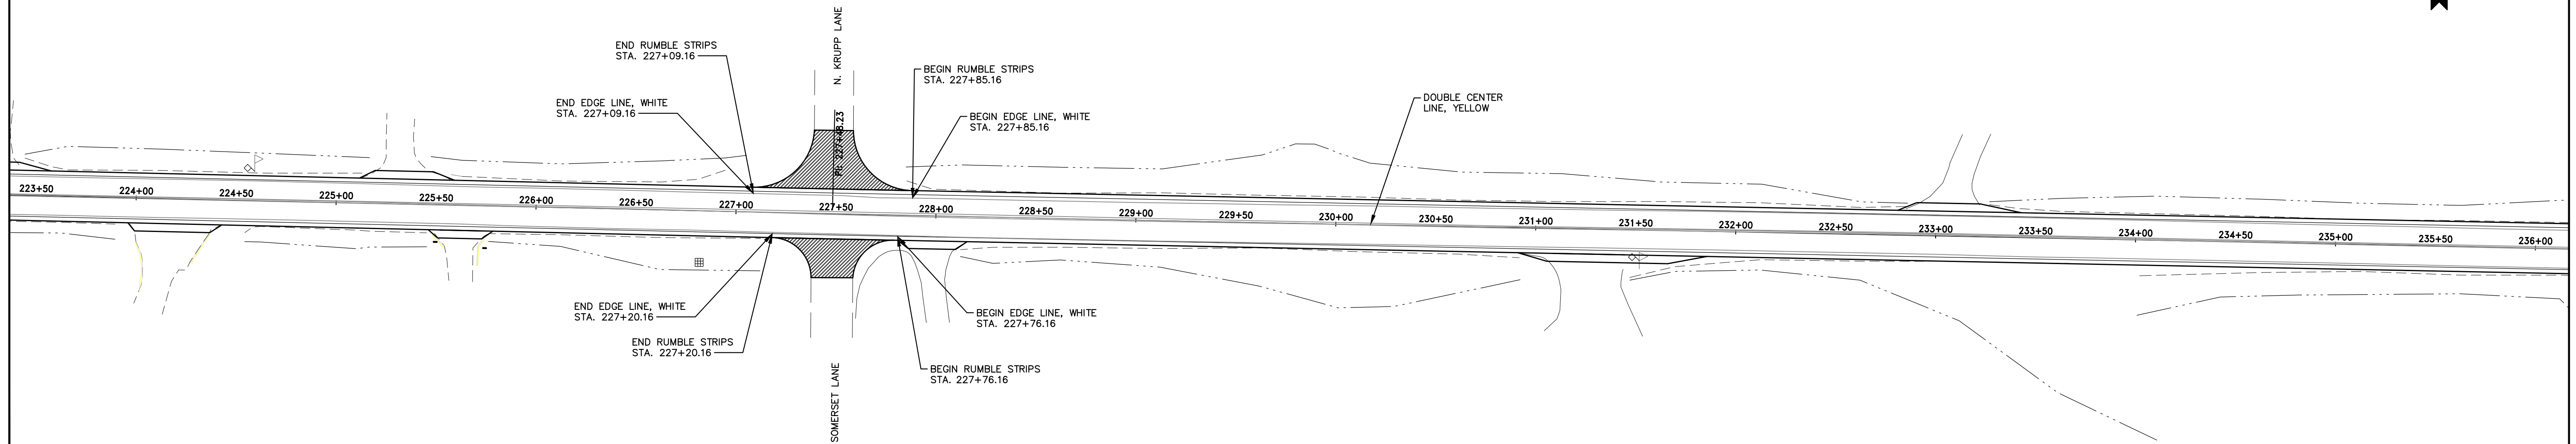 N. KRUPP LANE
END RUMBLE STRIPS
STA. 227+09.16
BEGIN RUMBLE STRIPS
STA. 227+85.16
END EDGE LINE, WHITE
STA. 227+09.16
BEGIN EDGE LINE, WHITE
STA. 227+85.16
DOUBLE CENTER
LINE, YELLOW
PI: 227+48.23
223+50
224+00
224+50
225+00
225+50
226+00
226+50
227+00
227+50
228+00
228+50
229+00
229+50
230+00
230+50
231+00
231+50
232+00
232+50
233+00
233+50
234+00
234+50
235+00
235+50
236+00
END EDGE LINE, WHITE
STA. 227+20.16
BEGIN EDGE LINE, WHITE
STA. 227+76.16
END RUMBLE STRIPS
STA. 227+20.16
BEGIN RUMBLE STRIPS
STA. 227+76.16
SOMERSET LANE